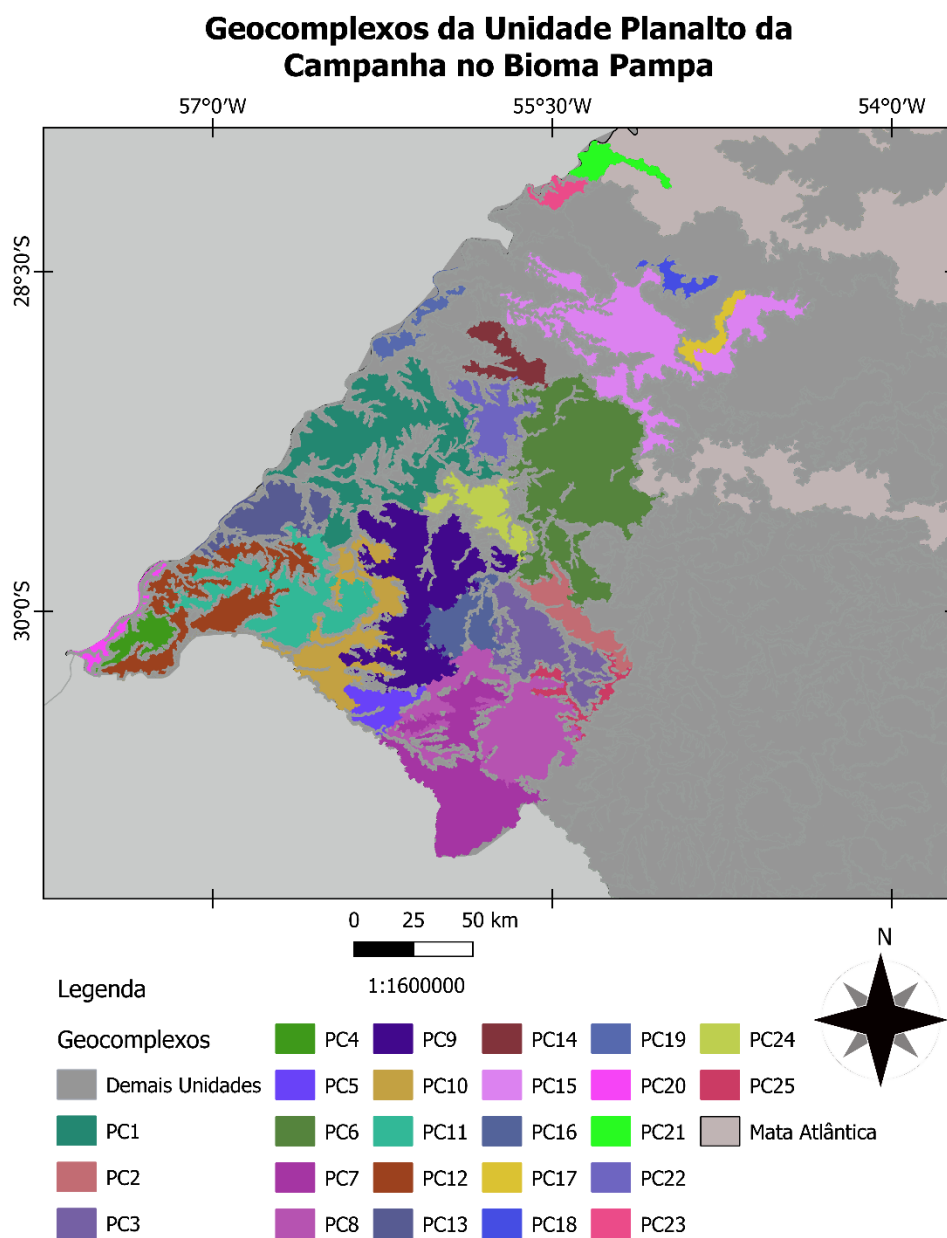 Geocomplexos da Unidade Planalto da
Campanha no Bioma Pampa
57°0'W 55°30'W 54°0'W
28°30'S
30°0'S
0 25 50 km
1:1600000
N
Legenda
Geocomplexos
Demais Unidades
PC1
PC2
PC3
PC4
PC5
PC6
PC7
PC8
PC9
PC10
PC11
PC12
PC13
PC14
PC15
PC16
PC17
PC18
PC19
PC20
PC21
PC22
PC23
PC24
PC25
Mata Atlântica